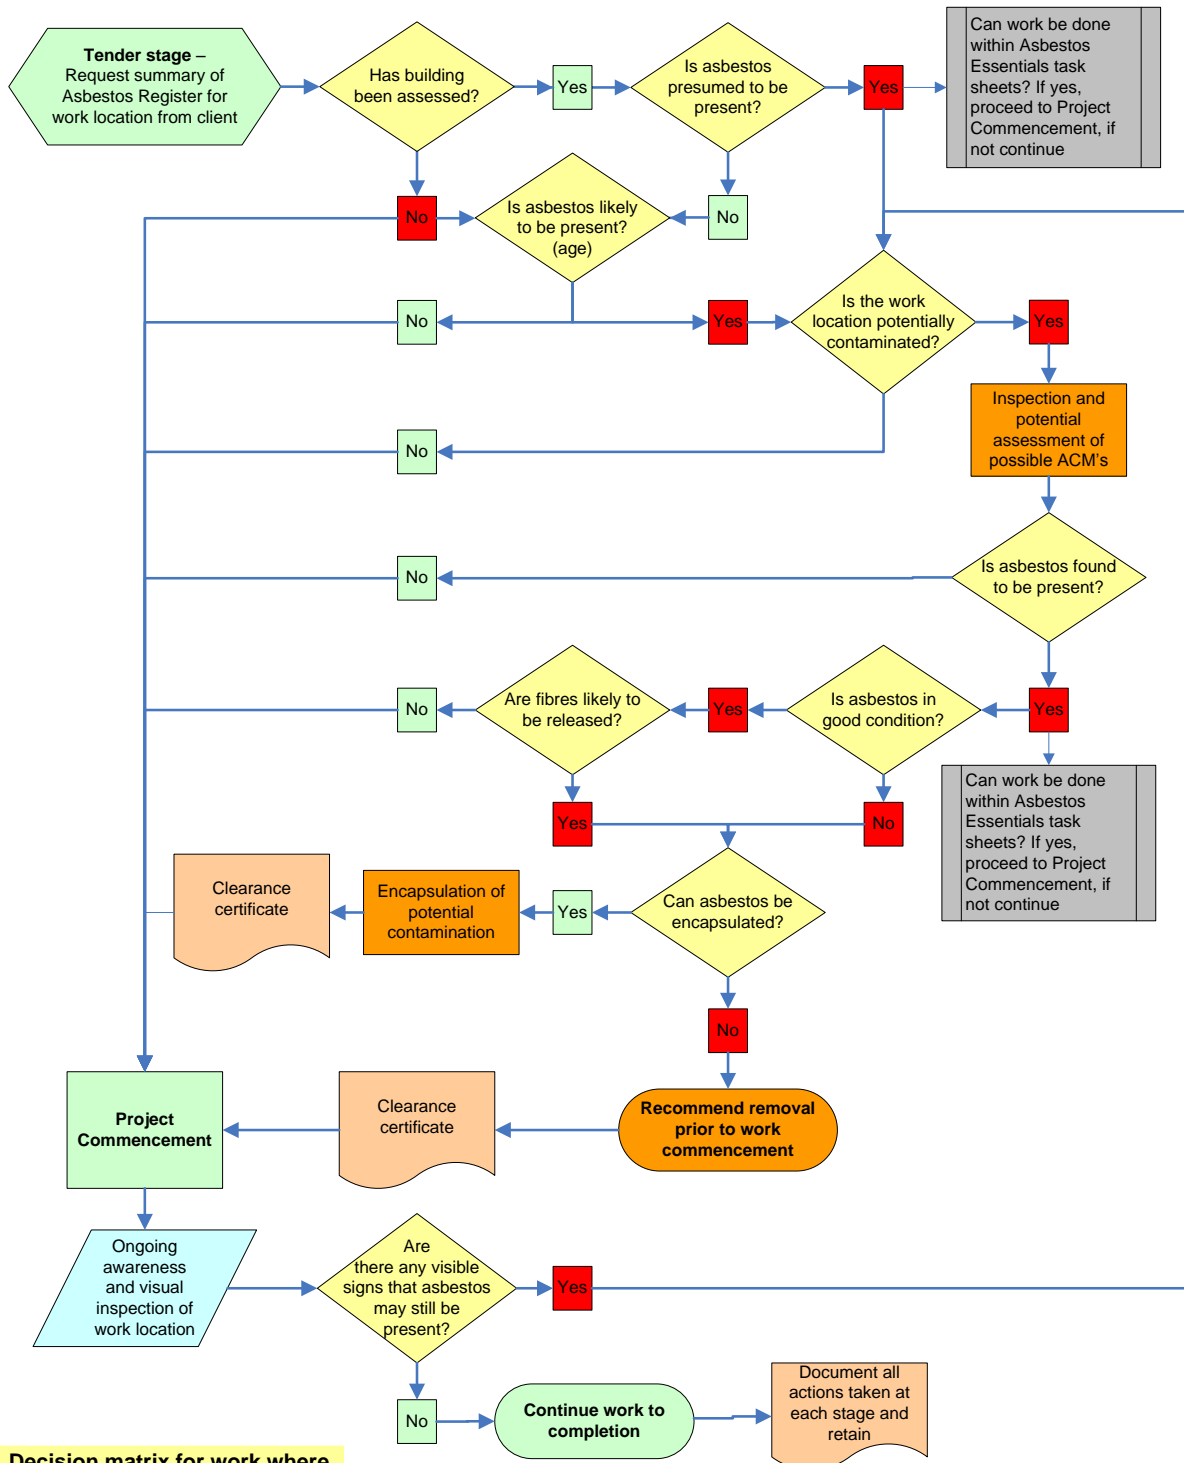 Tender stage –
Request summary of
Asbestos Register for
work location from client
Has building
been assessed?
Yes
Is asbestos
presumed to be
present?
Yes
Can work be done
within Asbestos
Essentials task
sheets? If yes,
proceed to Project
Commencement, if
not continue
No
Is asbestos likely
to be present?
(age)
No
No
Yes
Is the work
location potentially
contaminated?
Yes
Inspection and
potential
assessment of
possible ACM's
No
No
Is asbestos found
to be present?
No
Are fibres likely to
be released?
Yes
Is asbestos in
good condition?
Yes
Can work be done
within Asbestos
Essentials task
sheets? If yes,
proceed to Project
Commencement, if
not continue
Yes
No
Clearance
certificate
Encapsulation of
potential
contamination
Yes
Can asbestos be
encapsulated?
No
Project
Commencement
Clearance
certificate
Recommend removal
prior to work
commencement
Ongoing
awareness
and visual
inspection of
work location
Are
there any visible
signs that asbestos
may still be
present?
Yes
No
Continue work to
completion
Document all
actions taken at
each stage and
retain
Decision matrix for work where